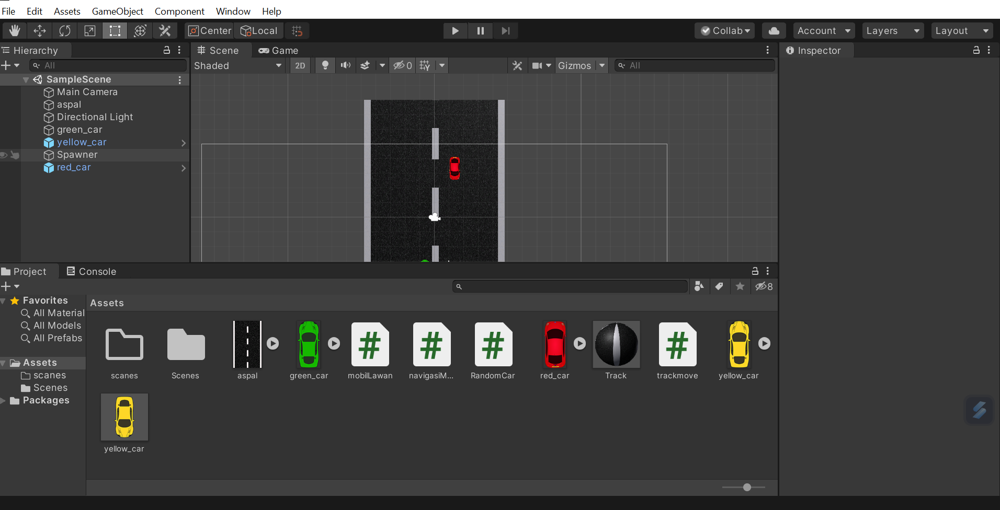 File Edit Assets GameObject Component Window Help
Center Local Collab Account Layers Layout
Hierarchy
All
SampleScene
Main Camera
aspal
Directional Light
green_car
yellow_car
Spawner
red_car
Scene Game
Shaded 2D 0 Gizmos All
Inspector
Project Console
8
Favorites
All Material
All Models
All Prefabs
Assets
scanes
Scenes
Packages
Assets
scanes Scenes aspal green_car mobilLawan navigasiM... RandomCar red_car Track trackmove yellow_car
yellow_car